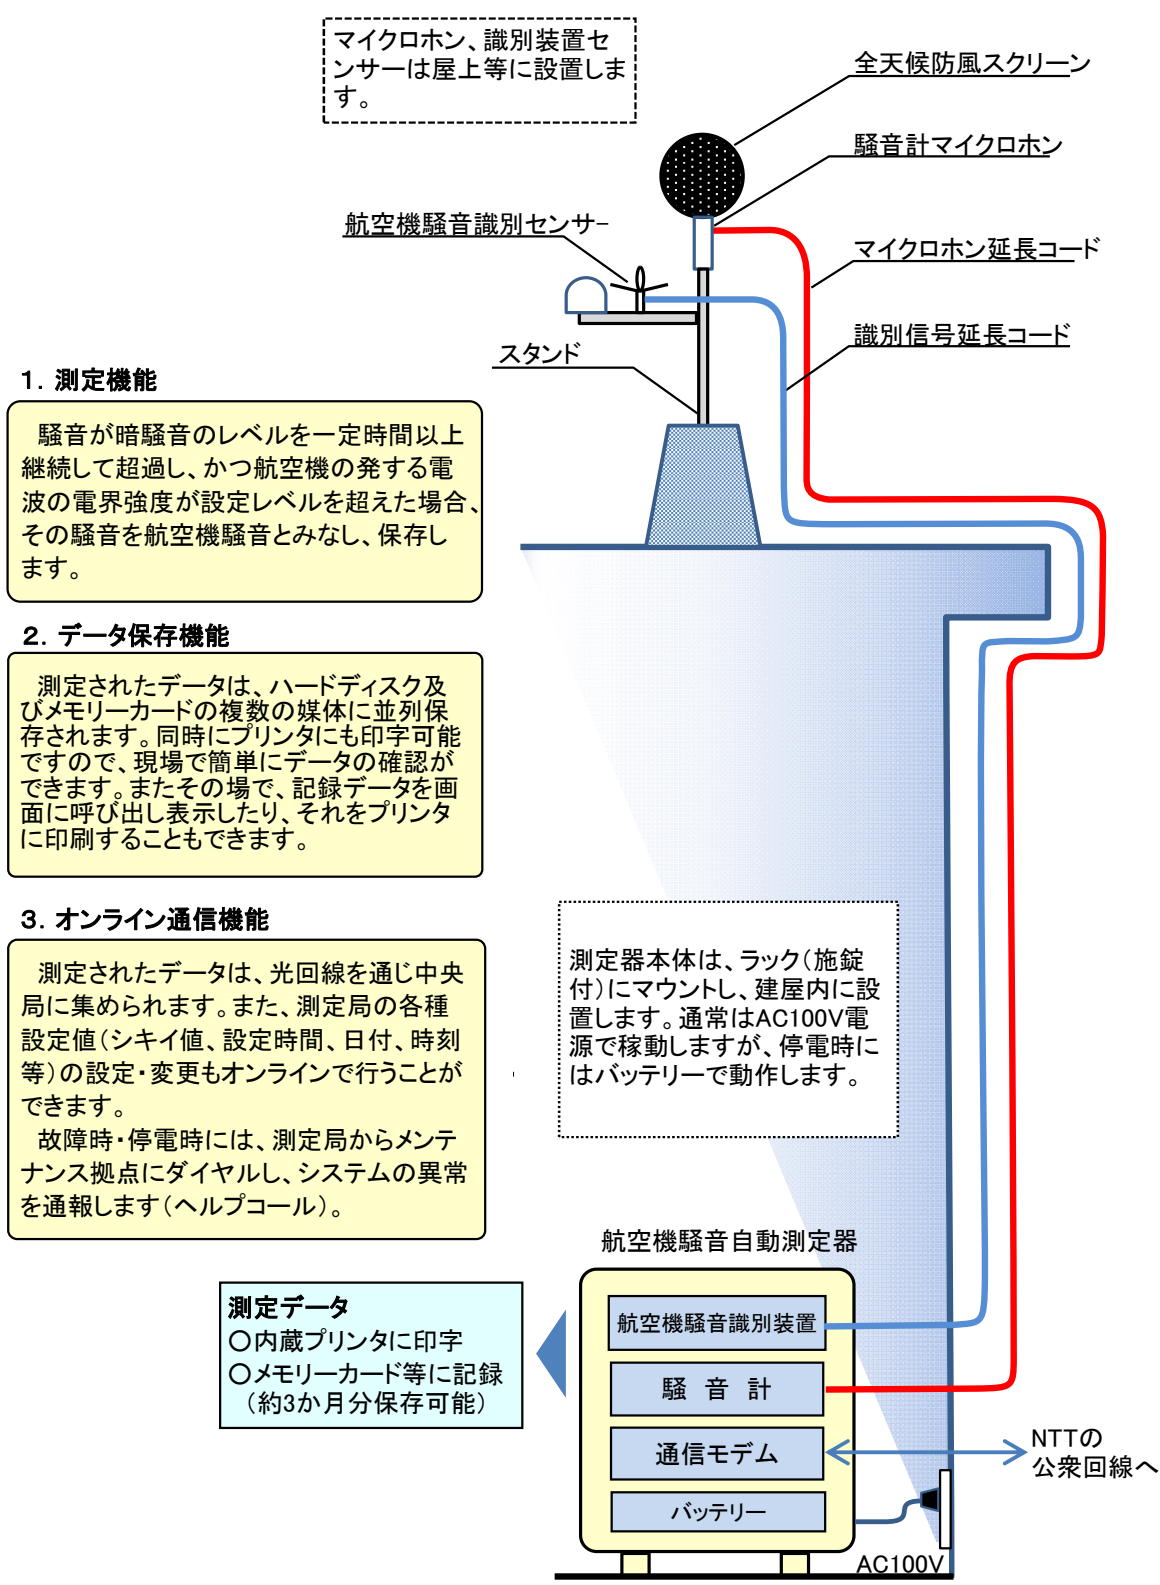 マイクロホン、識別装置セ
ンサーは屋上等に設置しま
す。
全天候防風スクリーン
騒音計マイクロホン
航空機騒音識別センサー
マイクロホン延長コード
識別信号延長コード
スタンド
１．測定機能
騒音が暗騒音のレベルを一定時間以上
継続して超過し、かつ航空機の発する電
波の電界強度が設定レベルを超えた場合、
その騒音を航空機騒音とみなし、保存し
ます。
２．データ保存機能
測定されたデータは、ハードディスク及
びメモリーカードの複数の媒体に並列保
存されます。同時にプリンタにも印字可能
ですので、現場で簡単にデータの確認が
できます。またその場で、記録データを画
面に呼び出し表示したり、それをプリンタ
に印刷することもできます。
３．オンライン通信機能
測定されたデータは、光回線を通じ中央
局に集められます。また、測定局の各種
設定値（シキイ値、設定時間、日付、時刻
等）の設定・変更もオンラインで行うことが
できます。
故障時・停電時には、測定局からメンテ
ナンス拠点にダイヤルし、システムの異常
を通報します（ヘルプコール）。
測定器本体は、ラック（施錠
付）にマウントし、建屋内に設
置します。通常はAC100V電
源で稼動しますが、停電時に
はバッテリーで動作します。
航空機騒音自動測定器
測定データ
○内蔵プリンタに印字
○メモリーカード等に記録
（約3か月分保存可能）
航空機騒音識別装置
騒 音 計
通信モデム
バッテリー
NTTの
公衆回線へ
AC100V